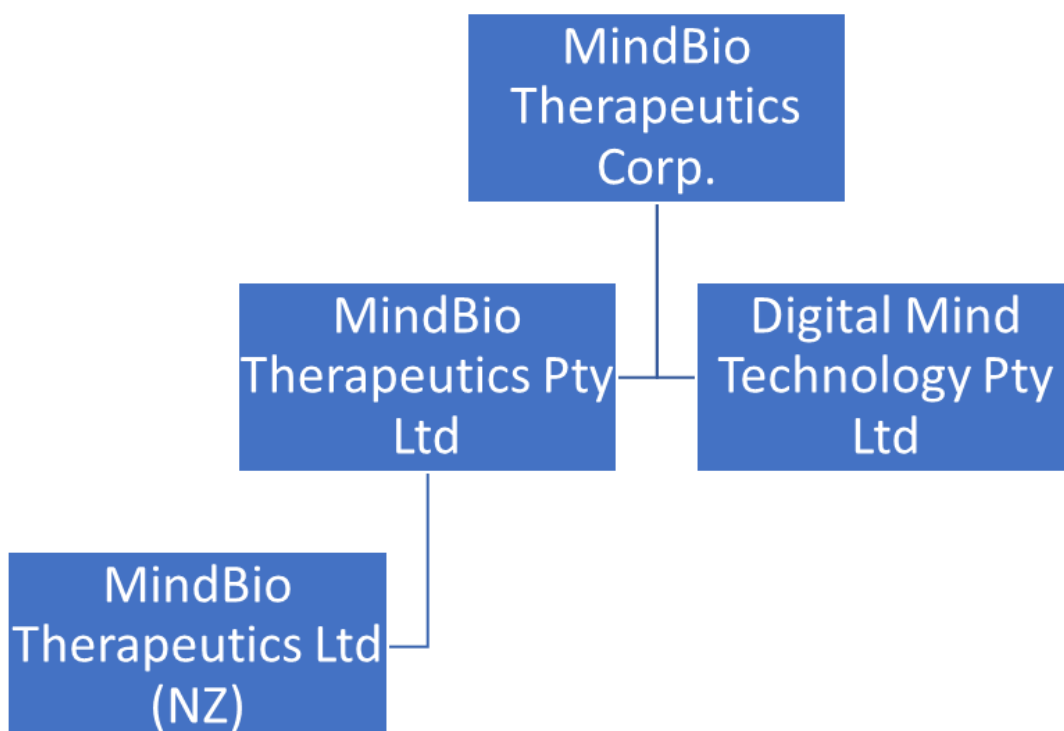 MindBio
Therapeutics
Corp.
MindBio
Therapeutics Pty
Ltd
Digital Mind
Technology Pty
Ltd
MindBio
Therapeutics Ltd
(NZ)